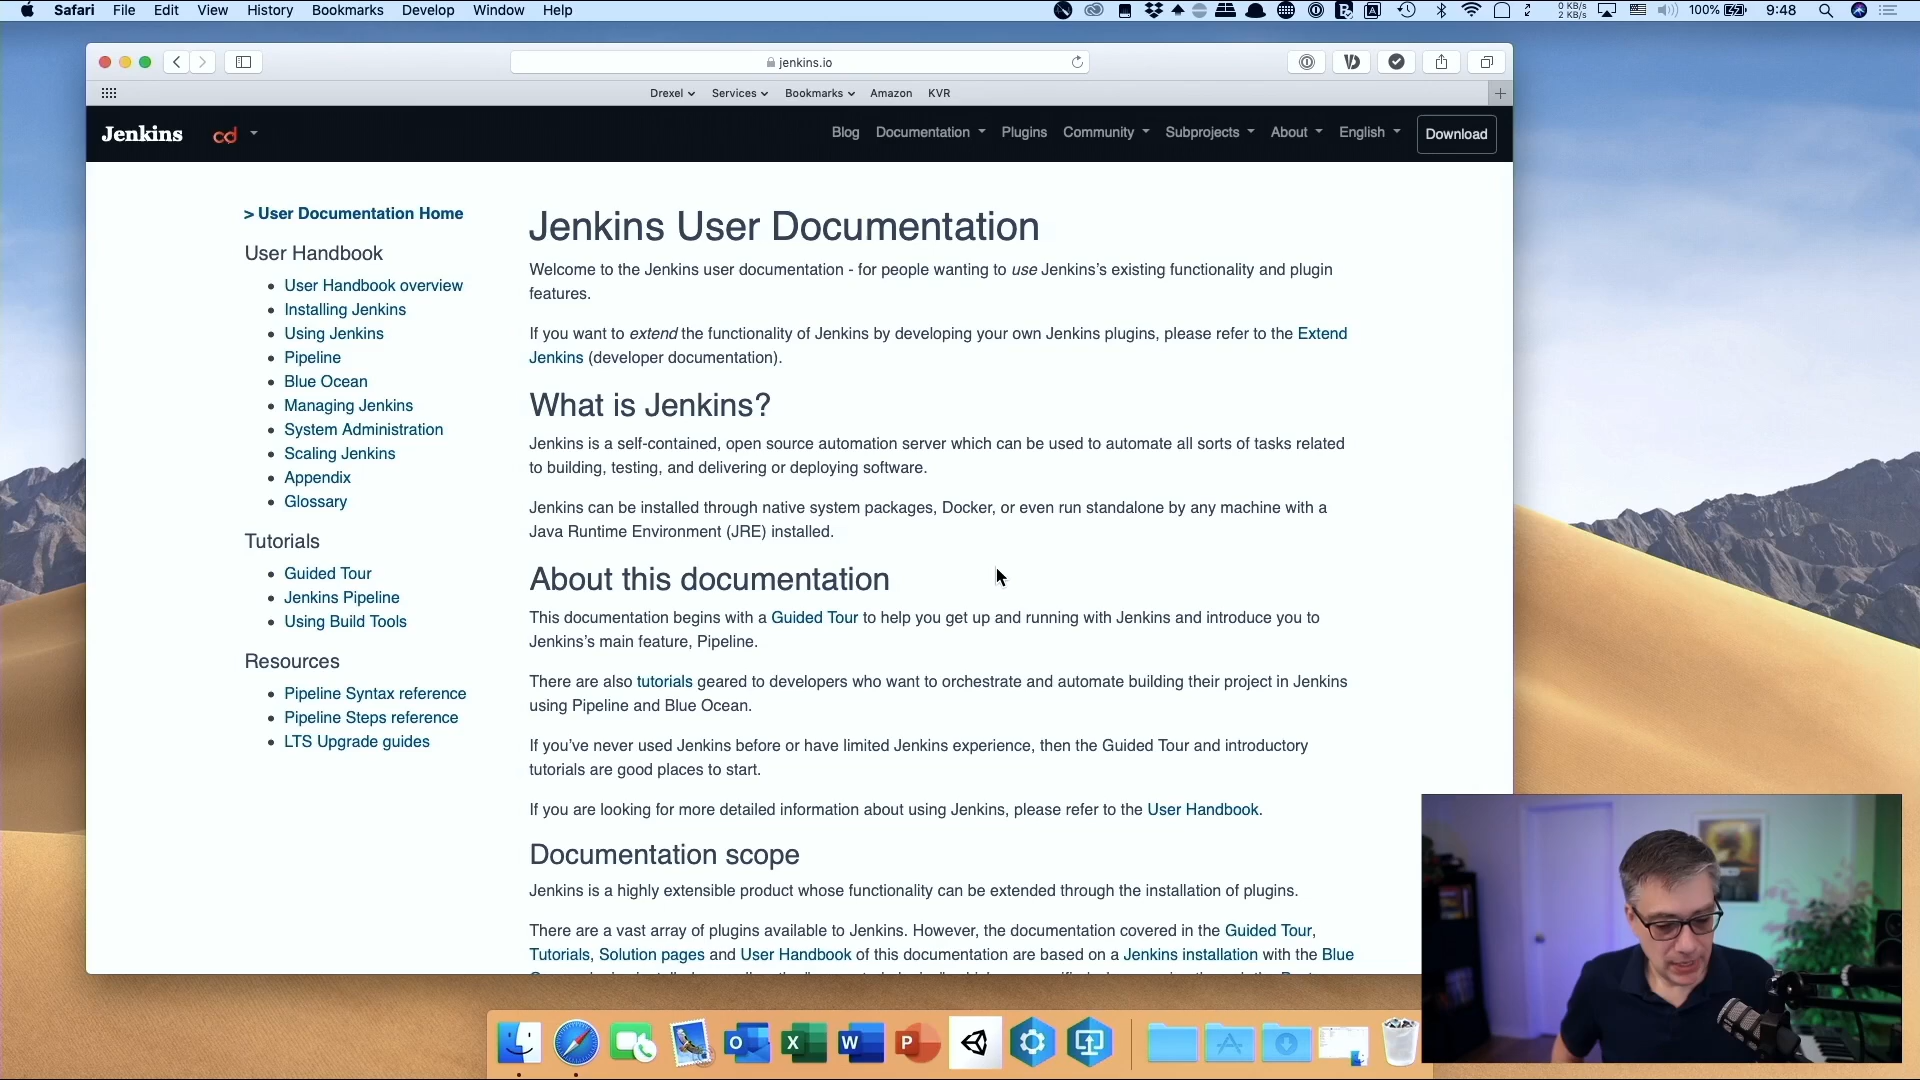 Safari File Edit View History Bookmarks Develop Window Help
0 KB/s
2 KB/s
100%
9:48
jenkins.io
Drexel Services Bookmarks Amazon KVR
Jenkins cd Blog Documentation Plugins Community Subprojects About English Download
> User Documentation Home
User Handbook
User Handbook overview
Installing Jenkins
Using Jenkins
Pipeline
Blue Ocean
Managing Jenkins
System Administration
Scaling Jenkins
Appendix
Glossary
Tutorials
Guided Tour
Jenkins Pipeline
Using Build Tools
Resources
Pipeline Syntax reference
Pipeline Steps reference
LTS Upgrade guides
Jenkins User Documentation
Welcome to the Jenkins user documentation - for people wanting to use Jenkins's existing functionality and plugin
features.
If you want to extend the functionality of Jenkins by developing your own Jenkins plugins, please refer to the Extend
Jenkins (developer documentation).
What is Jenkins?
Jenkins is a self-contained, open source automation server which can be used to automate all sorts of tasks related
to building, testing, and delivering or deploying software.
Jenkins can be installed through native system packages, Docker, or even run standalone by any machine with a
Java Runtime Environment (JRE) installed.
About this documentation
This documentation begins with a Guided Tour to help you get up and running with Jenkins and introduce you to
Jenkins's main feature, Pipeline.
There are also tutorials geared to developers who want to orchestrate and automate building their project in Jenkins
using Pipeline and Blue Ocean.
If you've never used Jenkins before or have limited Jenkins experience, then the Guided Tour and introductory
tutorials are good places to start.
If you are looking for more detailed information about using Jenkins, please refer to the User Handbook.
Documentation scope
Jenkins is a highly extensible product whose functionality can be extended through the installation of plugins.
There are a vast array of plugins available to Jenkins. However, the documentation covered in the Guided Tour,
Tutorials, Solution pages and User Handbook of this documentation are based on a Jenkins installation with the Blue
O X W P